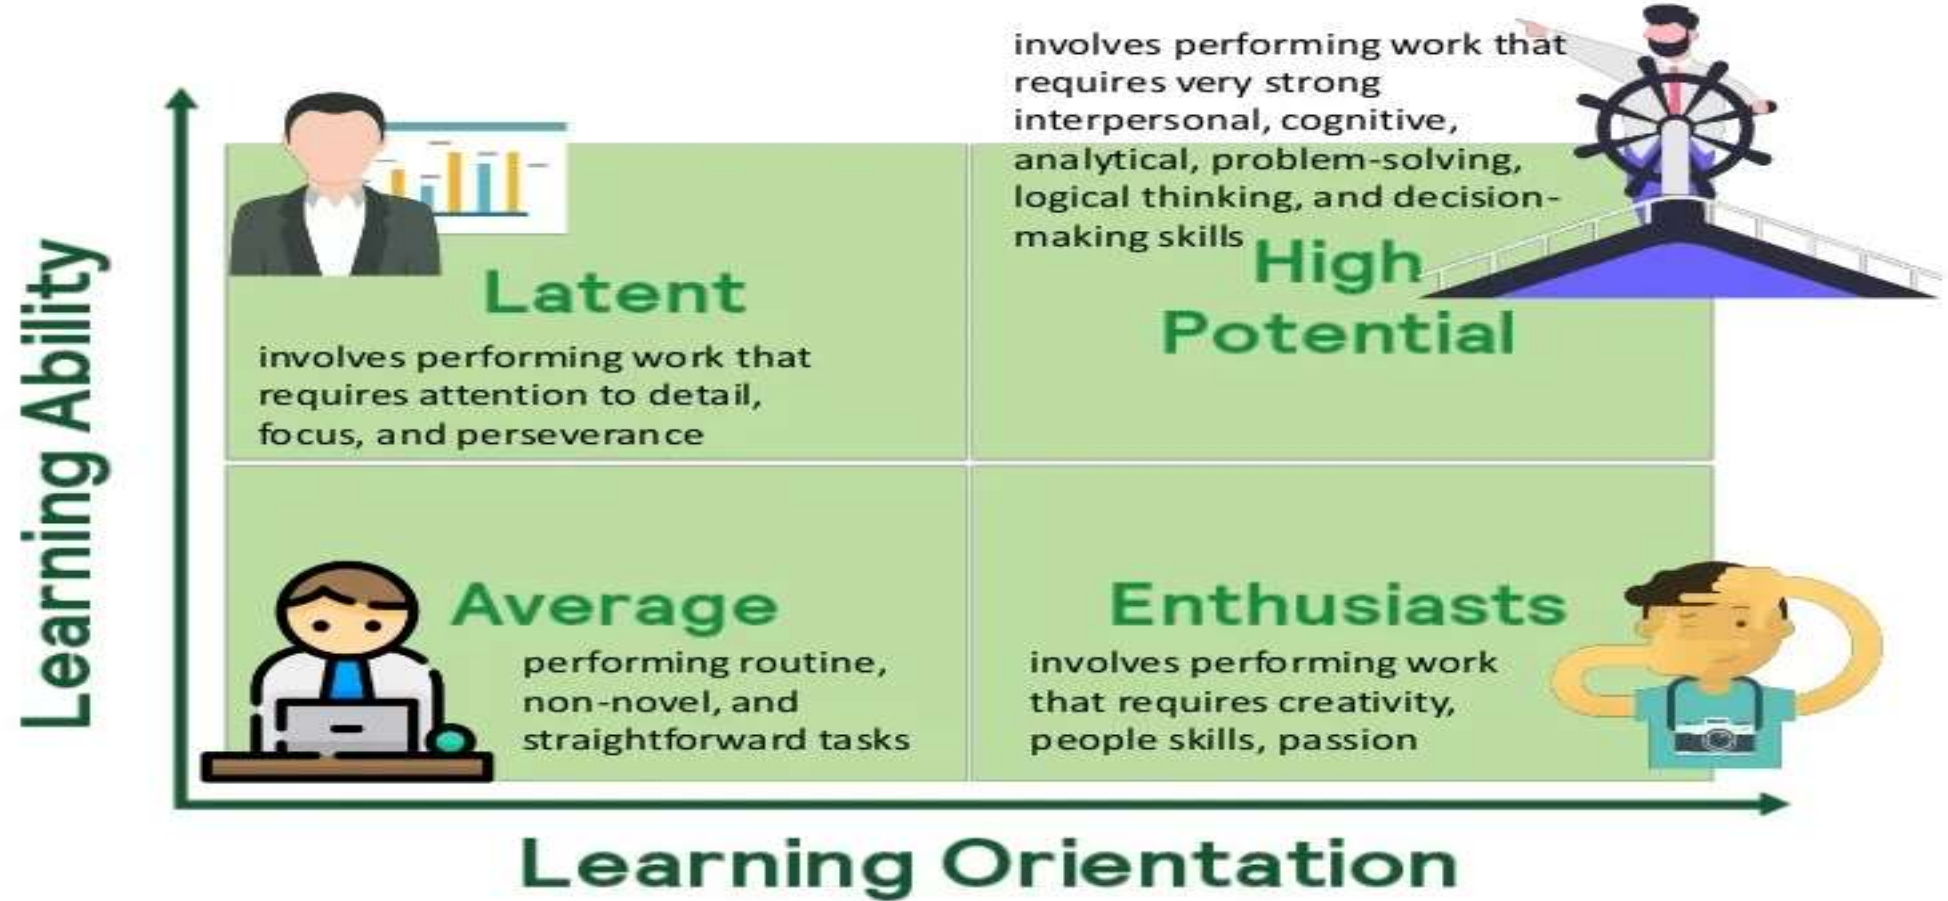 involves performing work that
requires very strong
interpersonal, cognitive,
analytical, problem-solving,
logical thinking, and decision-
making skills
High
Potential
Latent
involves performing work that
requires attention to detail,
focus, and perseverance
Learning Ability
Average
performing routine,
non-novel, and
straightforward tasks
Enthusiasts
involves performing work
that requires creativity,
people skills, passion
Learning Orientation